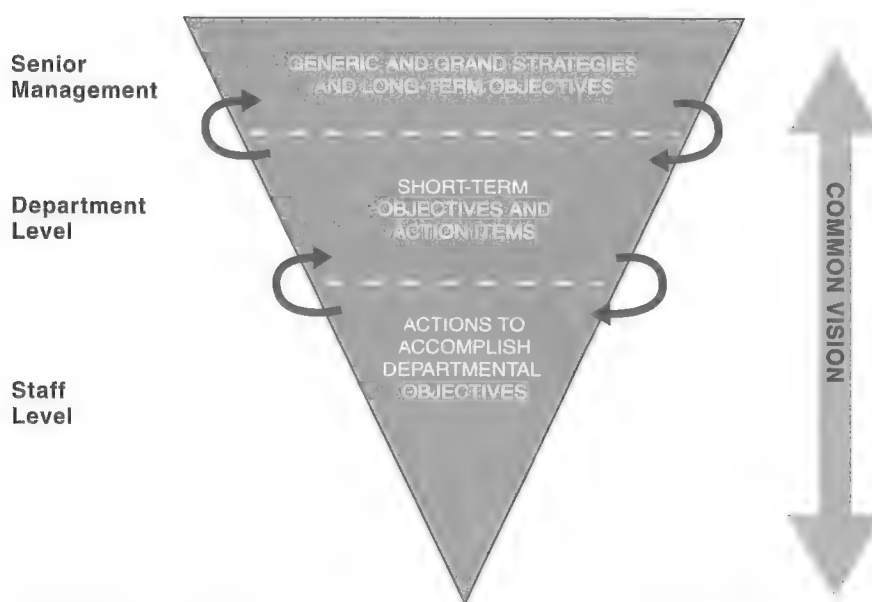 Senior
Management
GENERIC AND GRAND STRATEGIES
AND LONG-TERM OBJECTIVES
Department
Level
SHORT-TERM
OBJECTIVES AND
ACTION ITEMS
Staff
Level
ACTIONS TO
ACCOMPLISH
DEPARTMENTAL
OBJECTIVES
COMMON VISION